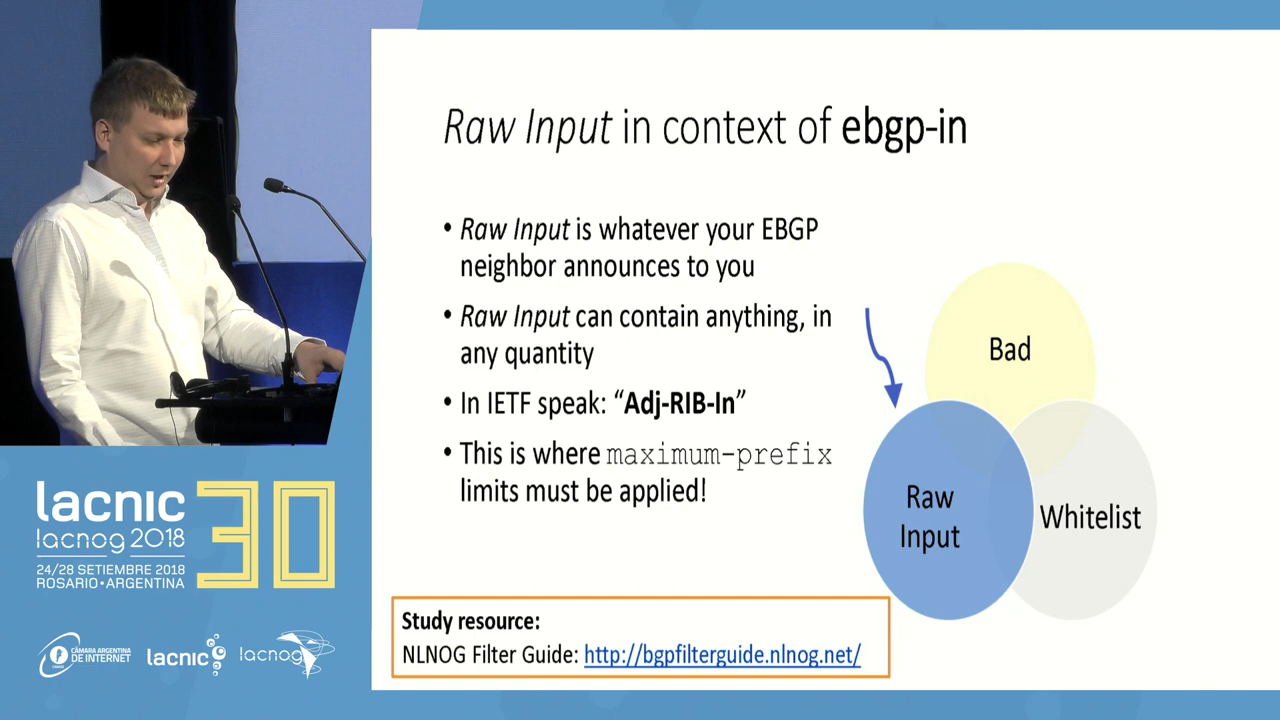 Raw Input in context of ebgp-in
• Raw Input is whatever your EBGP
neighbor announces to you
• Raw Input can contain anything, in
any quantity
• In IETF speak: “Adj-RIB-In”
• This is where maximum-prefix
limits must be applied!
Bad
Raw
Input
Whitelist
Study resource:
NLNOG Filter Guide: http://bgpfilterguide.nlnog.net/
lacnic 30
lacnog 2018
24/28 SETIEMBRE 2018
ROSARIO•ARGENTINA
CÁMARA ARGENTINA
DE INTERNET
lacnic
lacnog